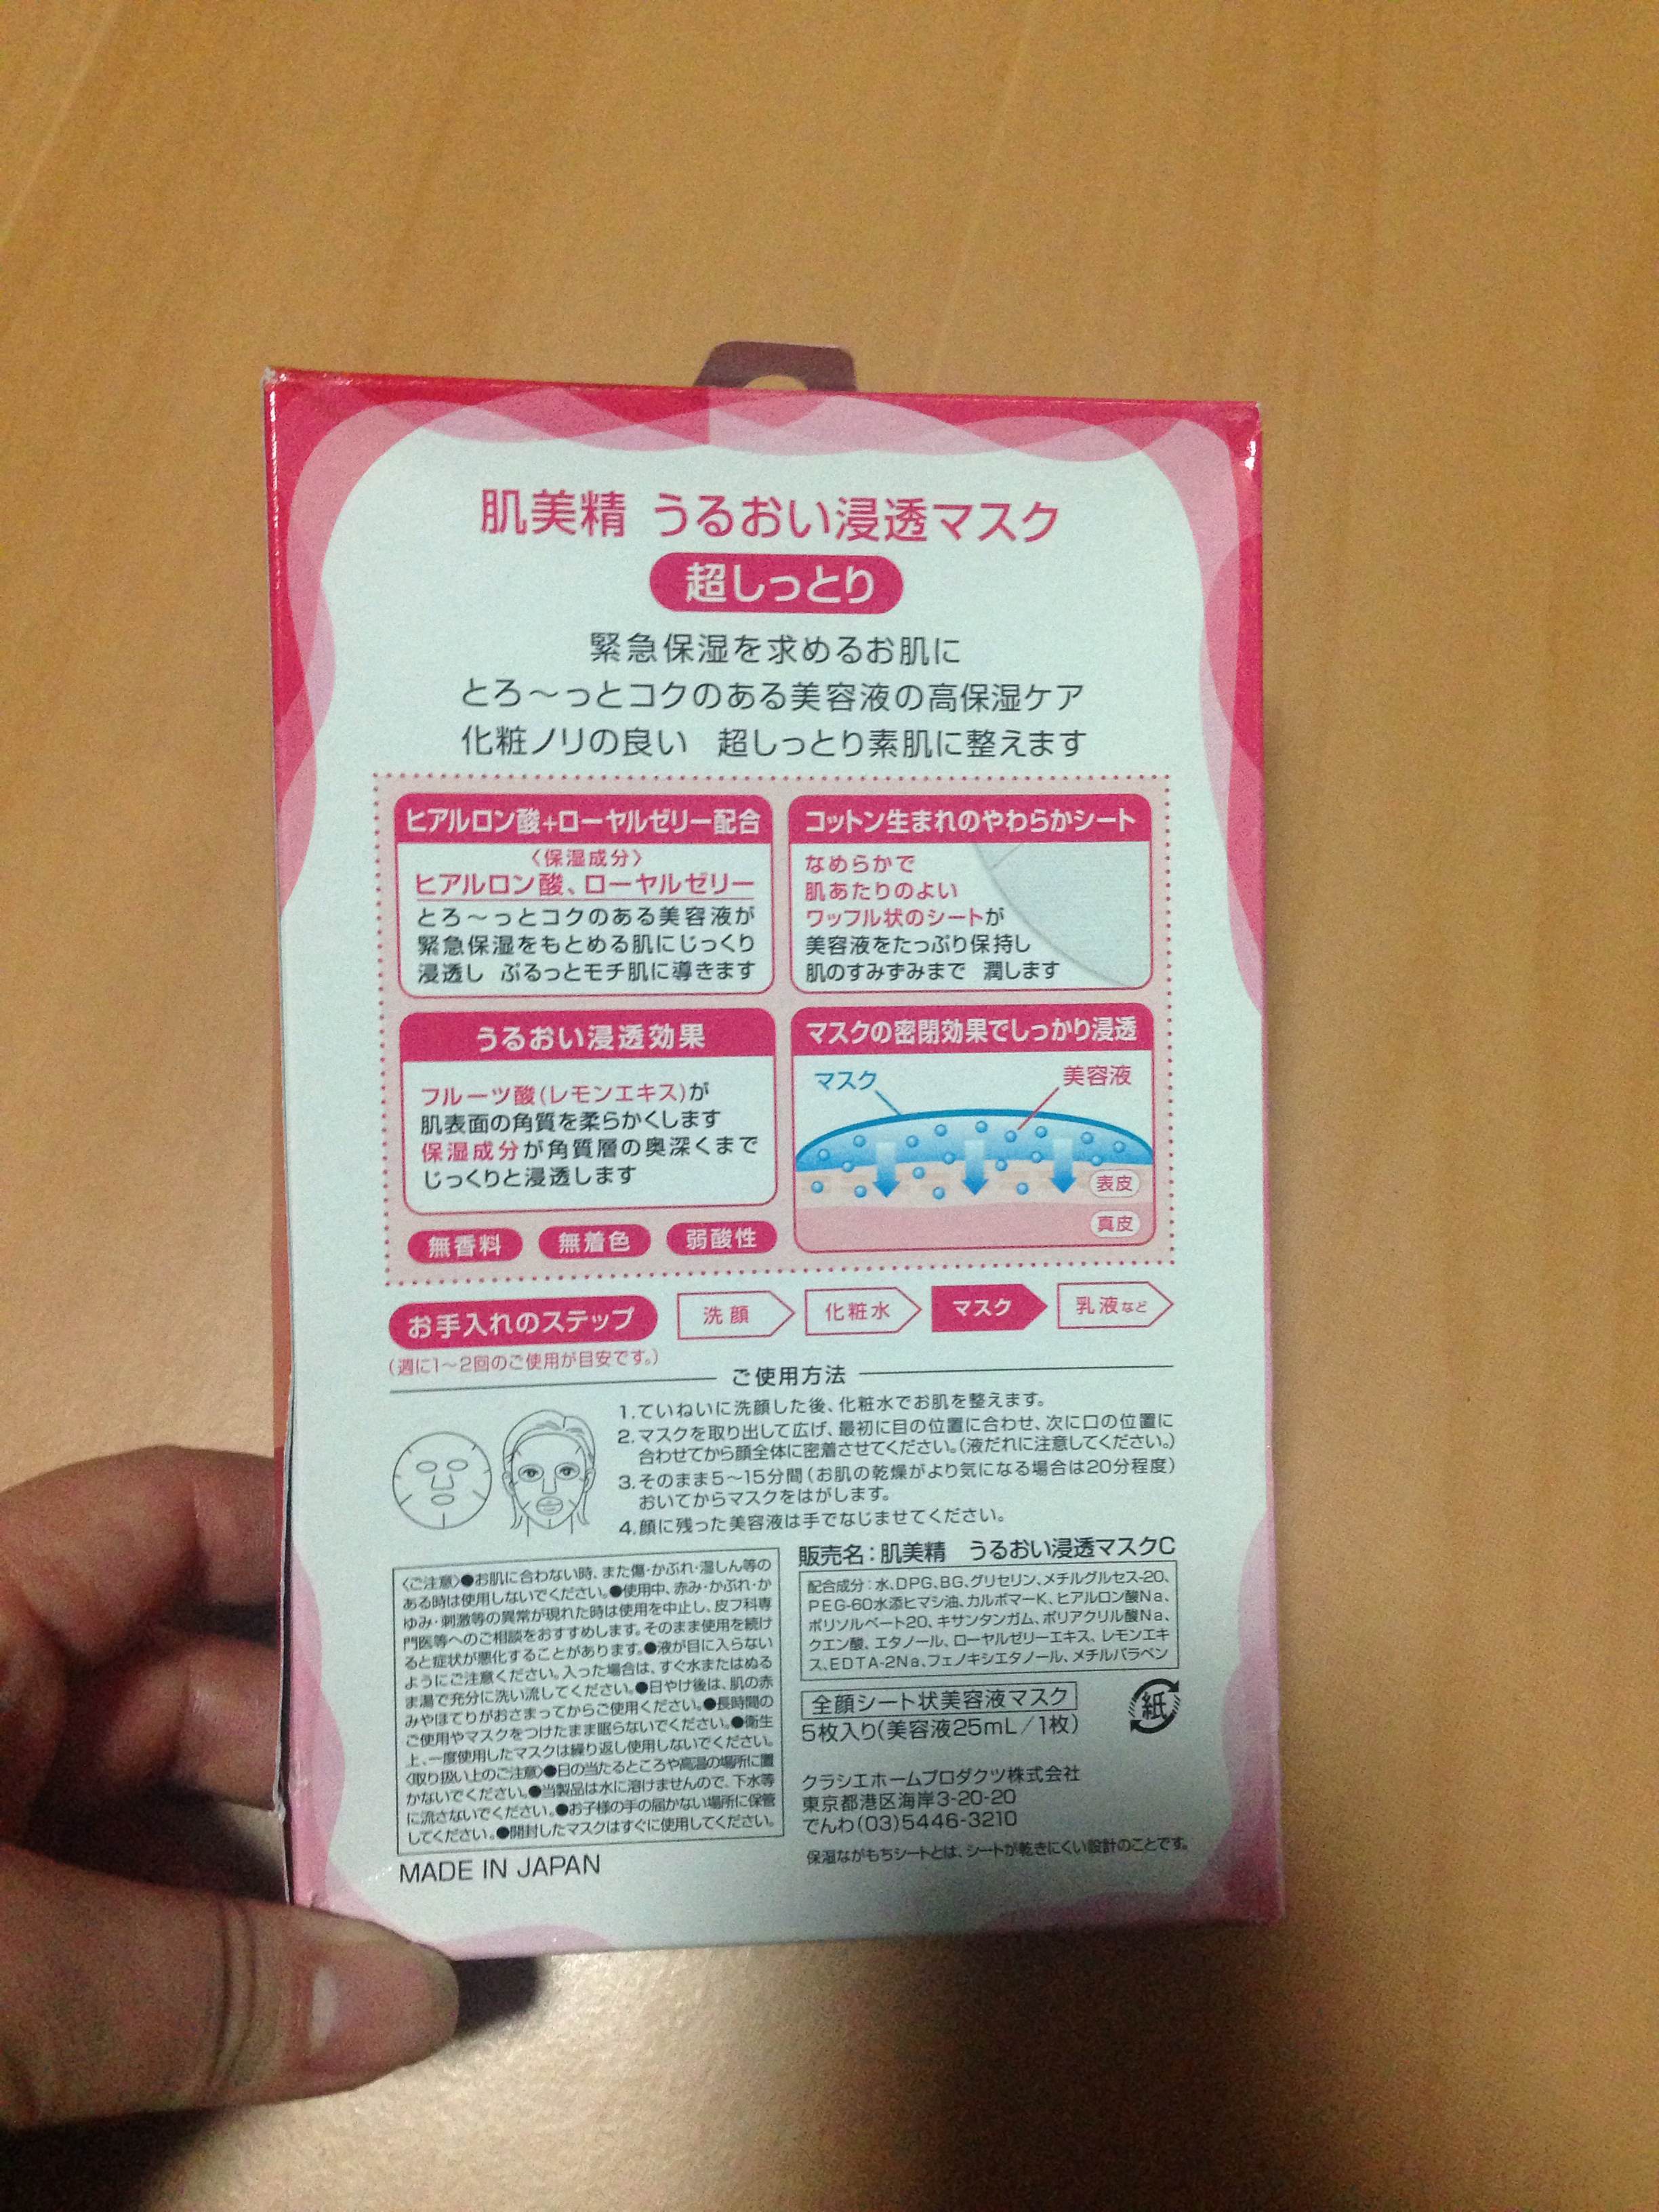 肌美精 うるおい浸透マスク
超しっとり
緊急保湿を求めるお肌に
とろ～っとコクのある美容液の高保湿ケア
化粧ノリの良い 超しっとり素肌に整えます
ヒアルロン酸+ローヤルゼリー配合
〈保湿成分〉
ヒアルロン酸、ローヤルゼリー
とろ～っとコクのある美容液が
緊急保湿をもとめる肌にじっくり
浸透し ぷるっとモチ肌に導きます
コットン生まれのやわらかシート
なめらかで
肌あたりのよい
ワッフル状のシートが
美容液をたっぷり保持し
肌のすみずみまで 潤します
うるおい浸透効果
フルーツ酸(レモンエキス)が
肌表面の角質を柔らかくします
保湿成分が角質層の奥深くまで
じっくりと浸透します
無香料 無着色 弱酸性
マスクの密閉効果でしっかり浸透
マスク 美容液
表皮
真皮
お手入れのステップ 洗顔 化粧水 マスク 乳液など
(週に1～2回のご使用が目安です。)
ご使用方法
1.ていねいに洗顔した後、化粧水でお肌を整えます。
2.マスクを取り出して広げ、最初に目の位置に合わせ、次に口の位置に
合わせてから顔全体に密着させてください。(液だれに注意してください。)
3.そのまま5～15分間(お肌の乾燥がより気になる場合は20分程度)
おいてからマスクをはがします。
4.顔に残った美容液は手でなじませてください。
〈ご注意〉●お肌に合わない時、また傷・かぶれ・湿しん等の
ある時は使用しないでください。●使用中、赤み・かぶれ・か
ゆみ・刺激等の異常が現れた時は使用を中止し、皮フ科専
門医等へのご相談をおすすめします。そのまま使用を続け
ると症状が悪化することがあります。●液が目に入らない
ようにご注意ください。入った場合は、すぐ水またはぬる
ま湯で充分に洗い流してください。●日やけ後は、肌の赤
みやほてりがおさまってからご使用ください。●長時間の
ご使用やマスクをつけたまま眠らないでください。●衛生
上、一度使用したマスクは繰り返し使用しないでください。
〈取り扱い上のご注意〉●日の当たるところや高温の場所に置
かないでください。●当製品は水に溶けませんので、下水等
に流さないでください。●お子様の手の届かない場所に保管
してください。●開封したマスクはすぐに使用してください。
MADE IN JAPAN
販売名：肌美精 うるおい浸透マスクC
配合成分：水、DPG、BG、グリセリン、メチルグルセス-20、
PEG-60水添ヒマシ油、カルボマーK、ヒアルロン酸Na、
ポリソルベート20、キサンタンガム、ポリアクリル酸Na、
クエン酸、エタノール、ローヤルゼリーエキス、レモンエキ
ス、EDTA-2Na、フェノキシエタノール、メチルパラベン
全顔シート状美容液マスク
5枚入り(美容液25mL/1枚)
紙
クラシエホームプロダクツ株式会社
東京都港区海岸3-20-20
でんわ(03)5446-3210
保湿ながもちシートとは、シートが乾きにくい設計のことです。